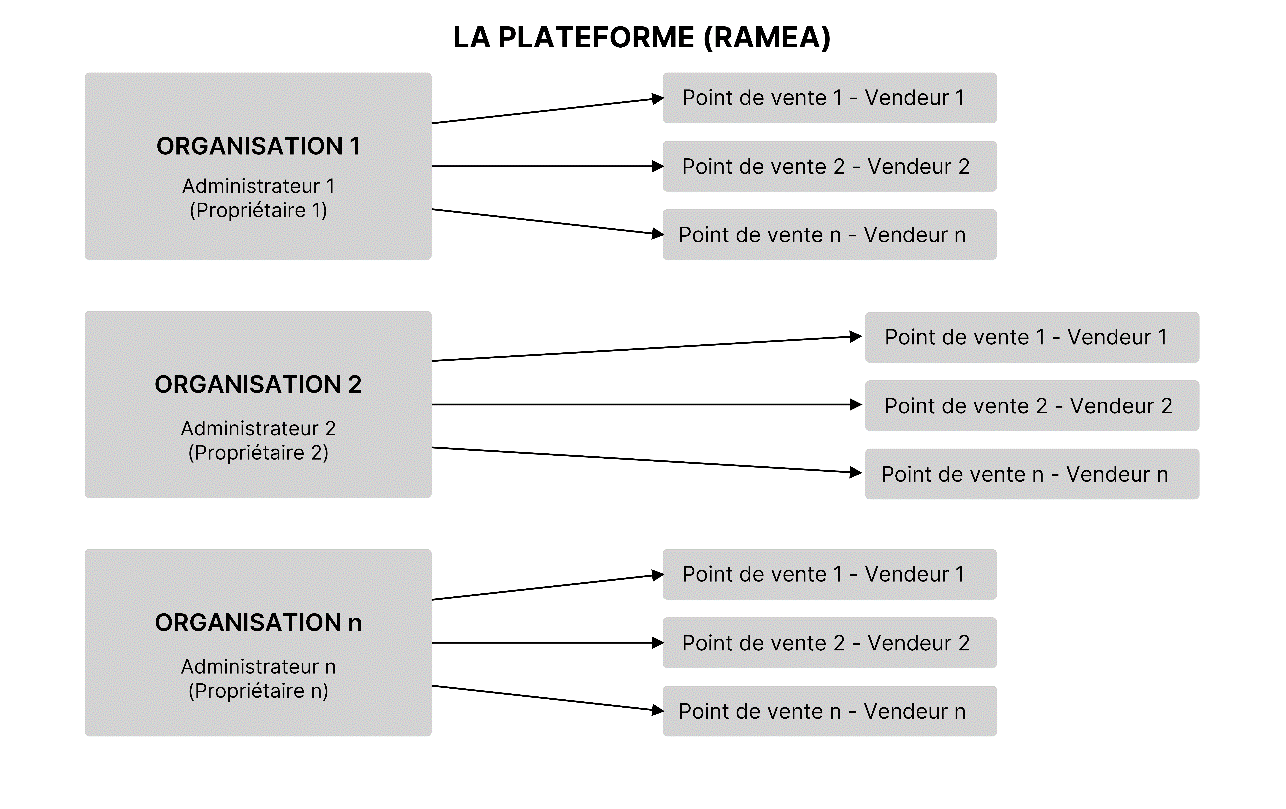 LA PLATEFORME (RAMEA)
ORGANISATION 1
Administrateur 1
(Propriétaire 1)
Point de vente 1 - Vendeur 1
Point de vente 2 - Vendeur 2
Point de vente n - Vendeur n
ORGANISATION 2
Administrateur 2
(Propriétaire 2)
Point de vente 1 - Vendeur 1
Point de vente 2 - Vendeur 2
Point de vente n - Vendeur n
ORGANISATION n
Administrateur n
(Propriétaire n)
Point de vente 1 - Vendeur 1
Point de vente 2 - Vendeur 2
Point de vente n - Vendeur n